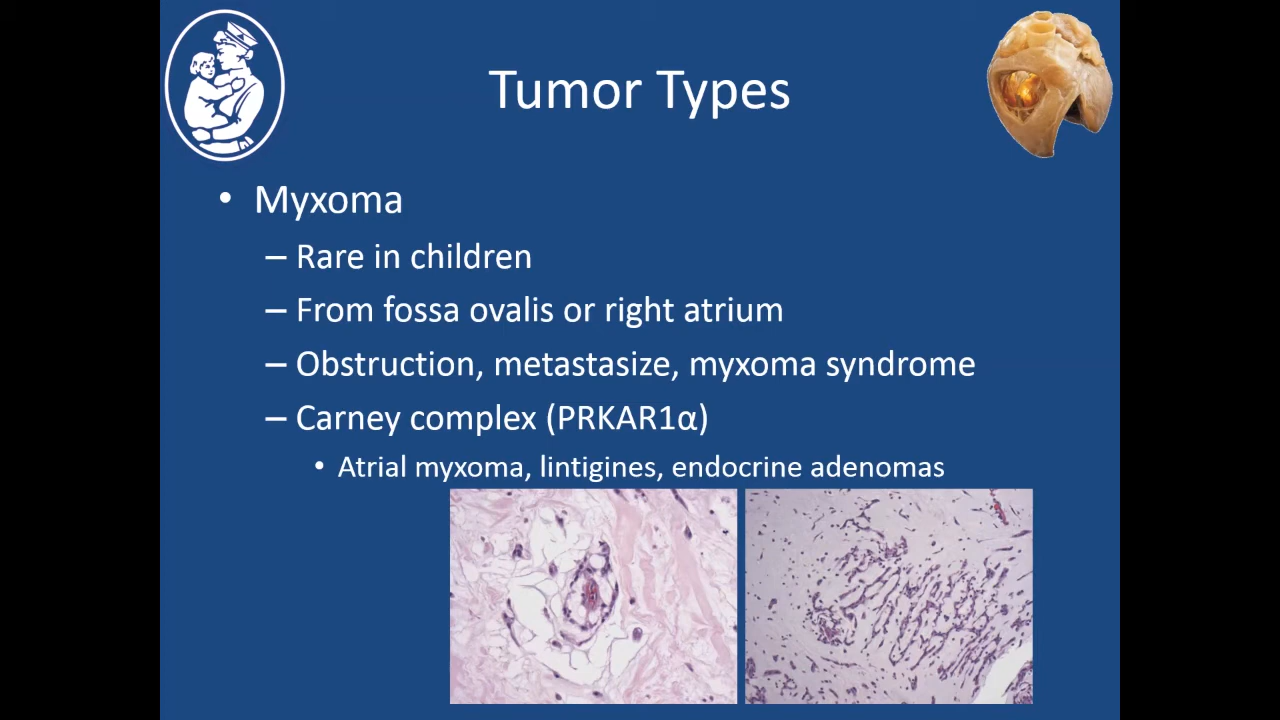 Tumor Types
• Myxoma
– Rare in children
– From fossa ovalis or right atrium
– Obstruction, metastasize, myxoma syndrome
– Carney complex (PRKAR1α)
• Atrial myxoma, lintigines, endocrine adenomas